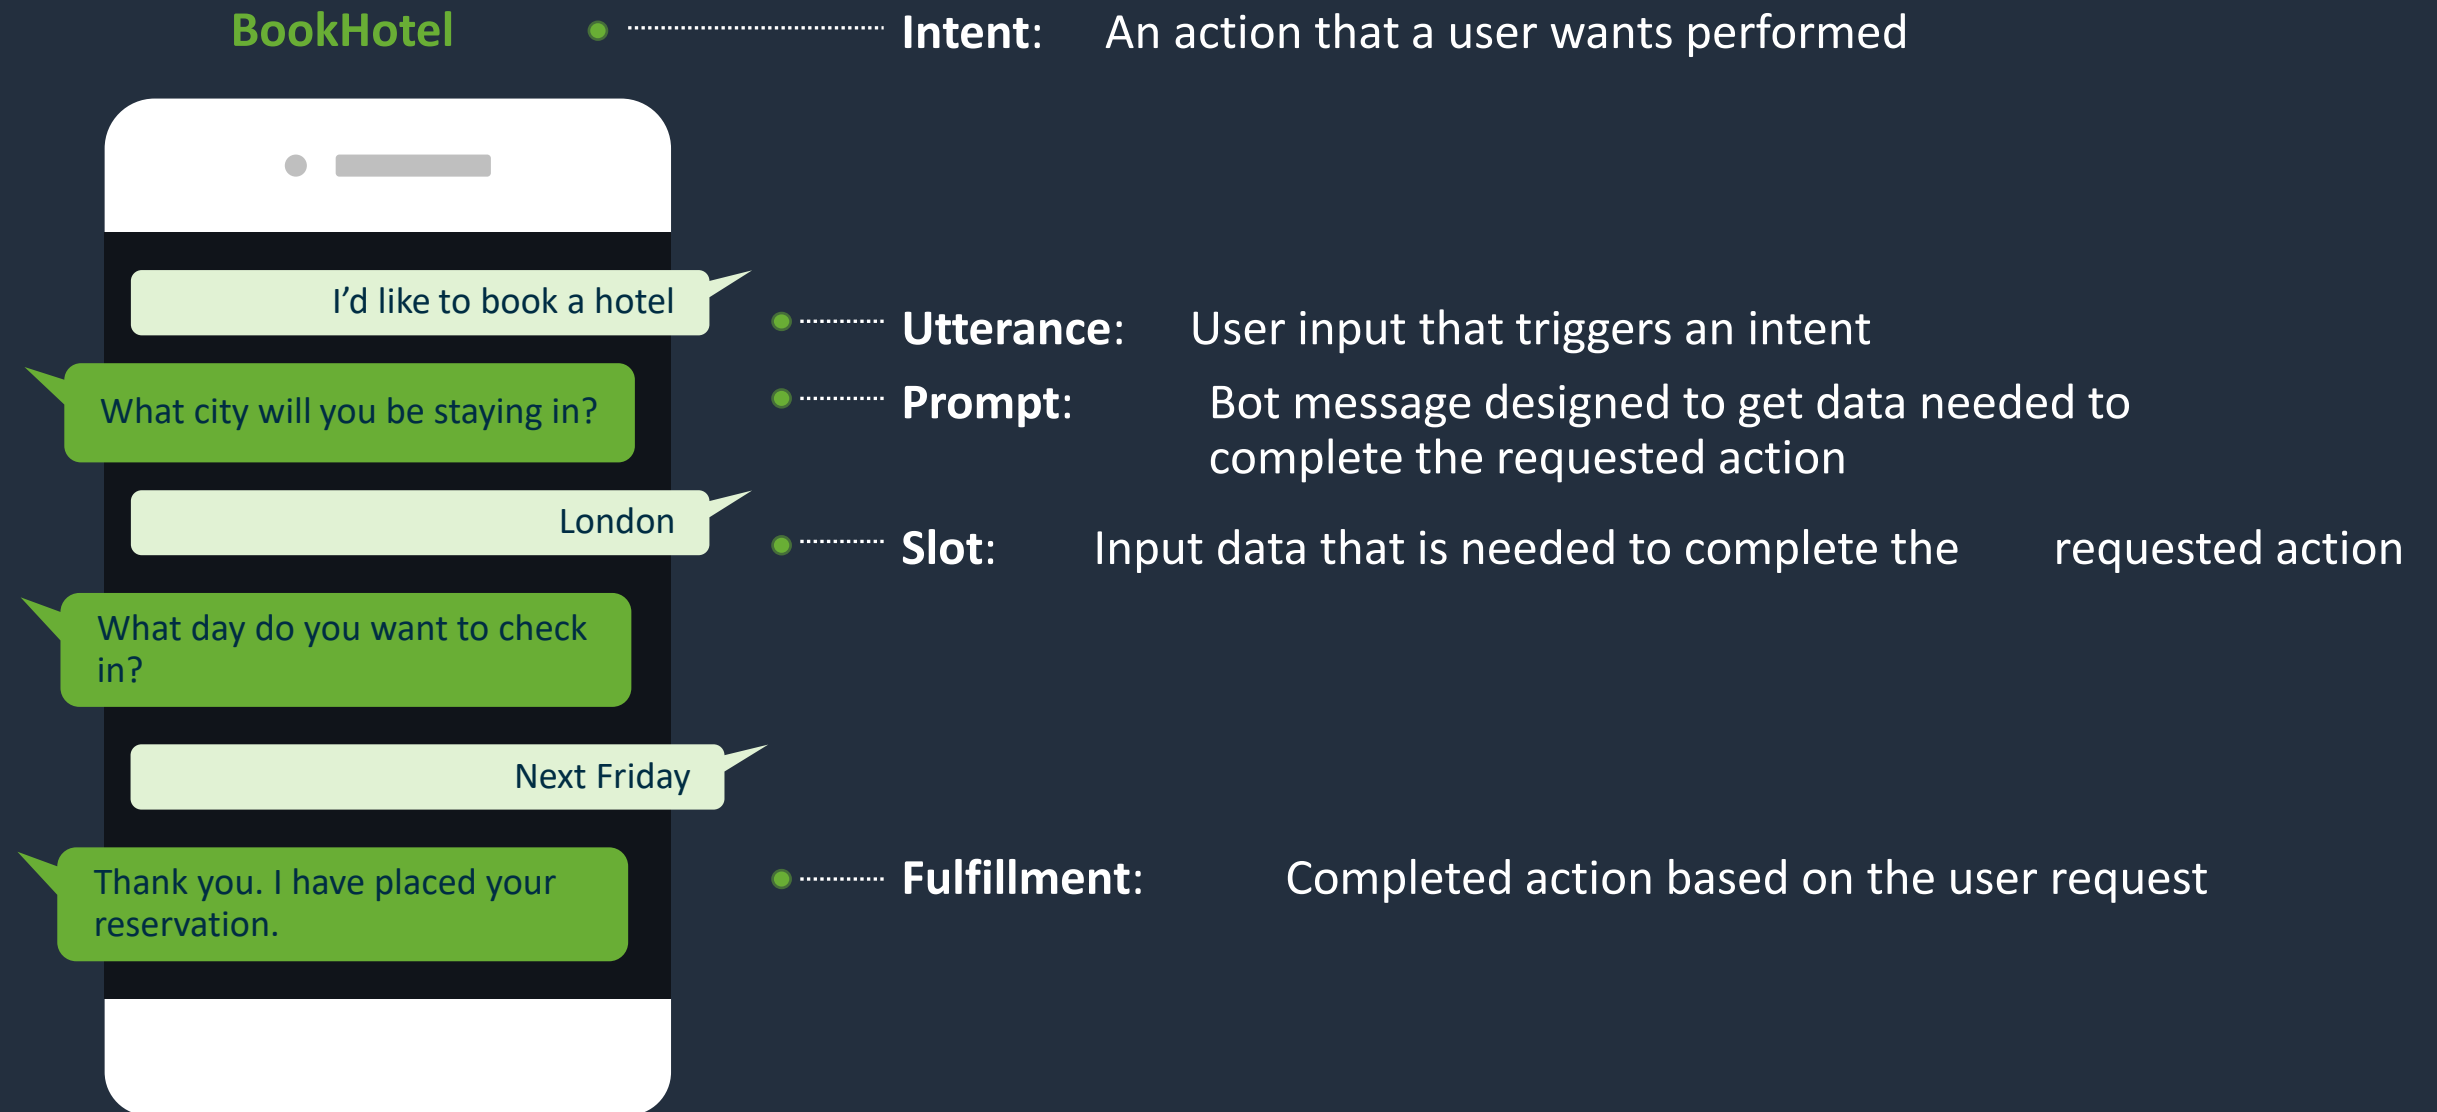 BookHotel
Intent: An action that a user wants performed
I’d like to book a hotel
Utterance: User input that triggers an intent
What city will you be staying in?
Prompt: Bot message designed to get data needed to
complete the requested action
London
Slot: Input data that is needed to complete the requested action
What day do you want to check
in?
Next Friday
Thank you. I have placed your
reservation.
Fulfillment: Completed action based on the user request